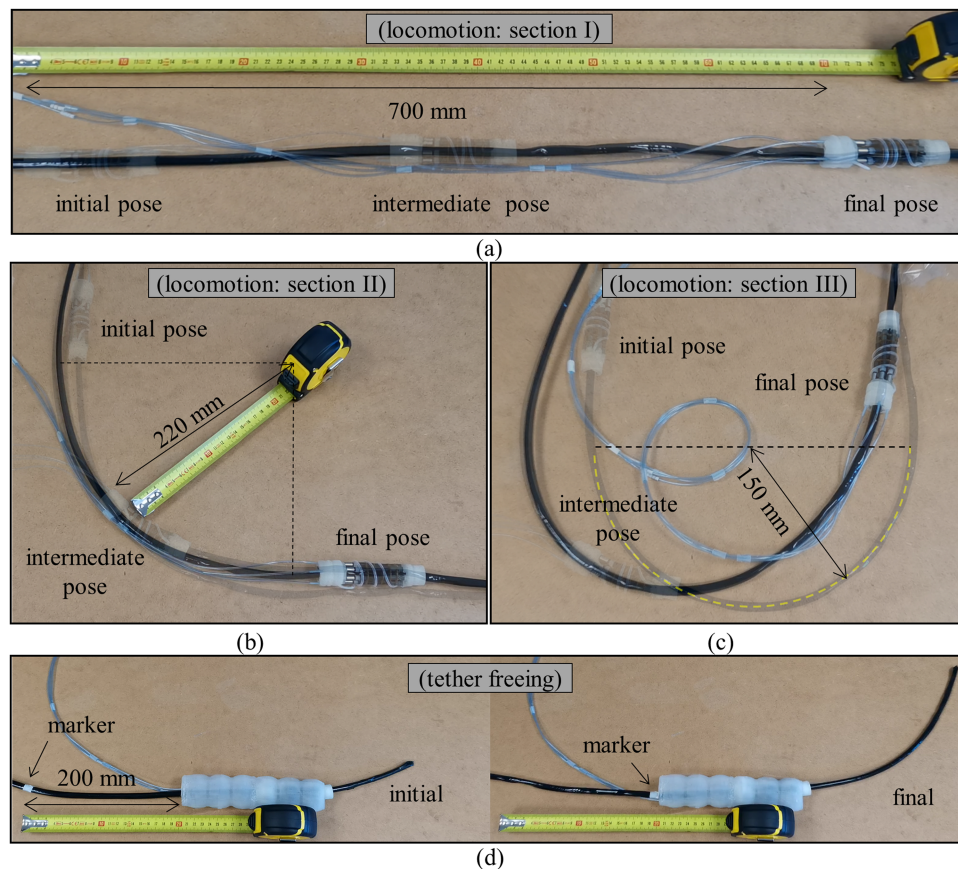 (locomotion: section I)
700 mm
initial pose
intermediate pose
final pose
(a)
(locomotion: section II)
initial pose
220 mm
intermediate
pose
final pose
(b)
(locomotion: section III)
initial pose
final pose
150 mm
intermediate
pose
(c)
(tether freeing)
marker
200 mm
initial
marker
final
(d)